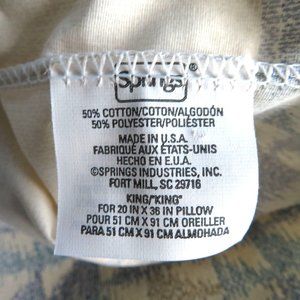 Springs®
50% COTTON/COTON/ALGODÓN
50% POLYESTER/POLIÉSTER
MADE IN U.S.A.
FABRIQUÉ AUX ÉTATS-UNIS
HECHO EN E.U.A.
©SPRINGS INDUSTRIES, INC.
FORT MILL, SC 29716
KING/"KING"
FOR 20 IN X 36 IN PILLOW
POUR 51 CM X 91 CM OREILLER
PARA 51 CM X 91 CM ALMOHADA